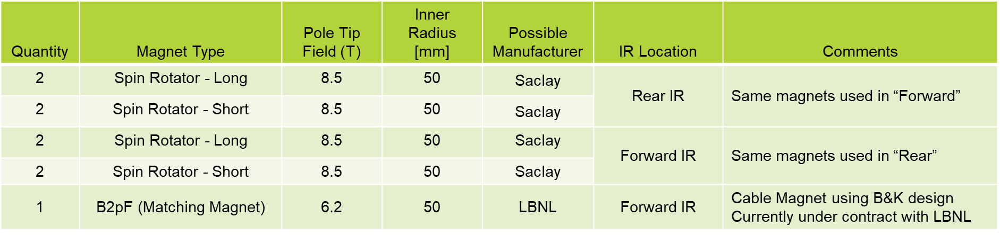 Quantity Magnet Type Pole Tip Field (T) Inner Radius [mm] Possible Manufacturer IR Location Comments
2 Spin Rotator - Long 8.5 50 Saclay Rear IR Same magnets used in “Forward”
2 Spin Rotator - Short 8.5 50 Saclay
2 Spin Rotator - Long 8.5 50 Saclay Forward IR Same magnets used in “Rear”
2 Spin Rotator - Short 8.5 50 Saclay
1 B2pF (Matching Magnet) 6.2 50 LBNL Forward IR Cable Magnet using B&K design
Currently under contract with LBNL